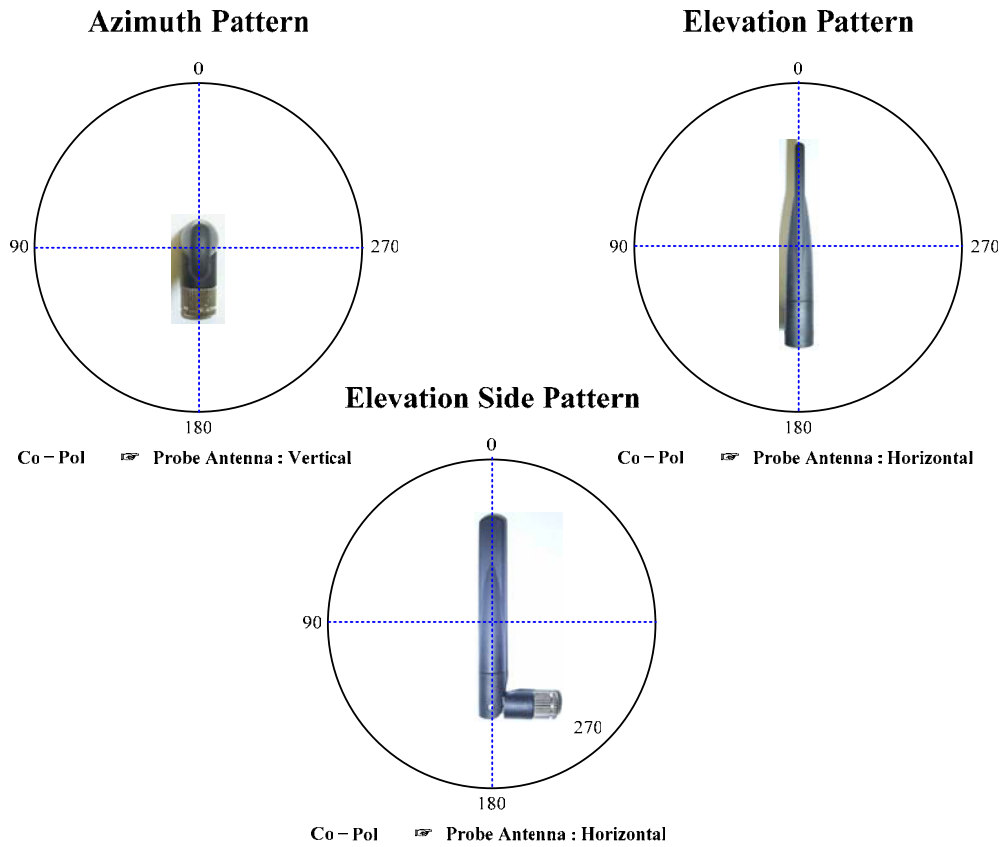 Azimuth Pattern
0
90
270
180
Co – Pol ☞ Probe Antenna : Vertical
Elevation Pattern
0
90
270
180
Co – Pol ☞ Probe Antenna : Horizontal
Elevation Side Pattern
0
90
270
180
Co – Pol ☞ Probe Antenna : Horizontal